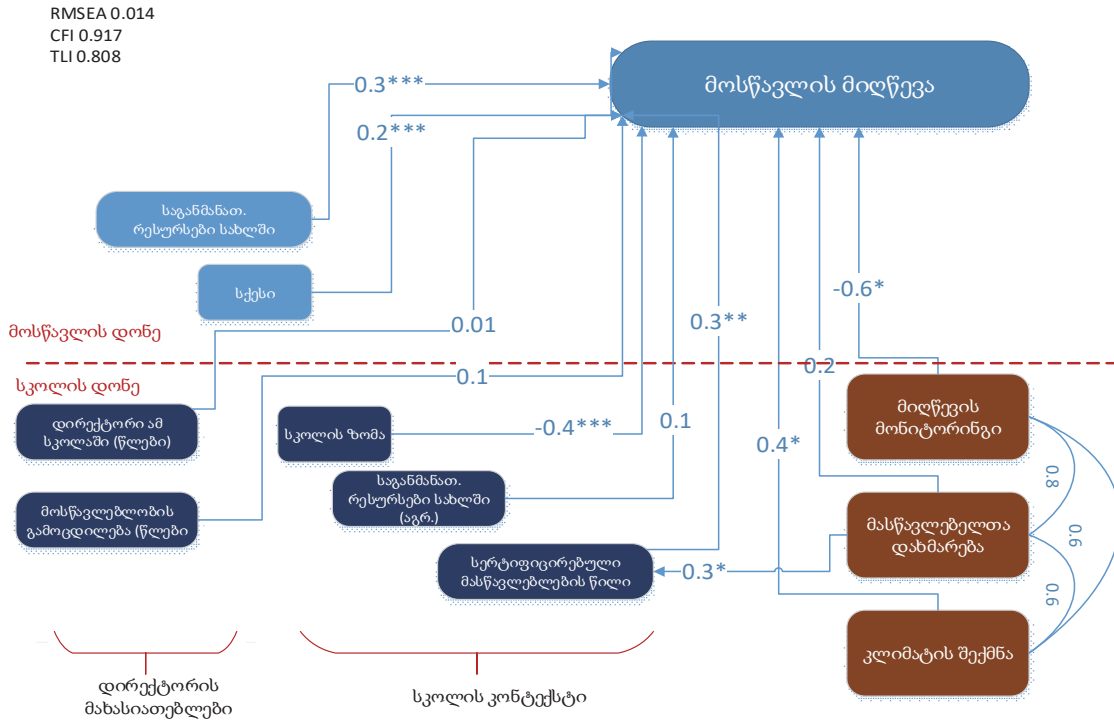 RMSEA 0.014
CFI 0.917
TLI 0.808
მოსწავლის მიღწევა
0.3***
0.2***
საგანმანათ.
რესურსები სახლში
სქესი
-0.6*
0.3**
0.01
მოსწავლის დონე
სკოლის დონე
0.1
0.2
დირექტორი ამ
სკოლაში (წლები)
სკოლის ზომა
-0.4***
0.1
0.4*
მიღწევის
მონიტორინგი
საგანმანათ.
რესურსები სახლში
(აგრ.)
0.8
მოსწავლებლობის
გამოცდილება (წლები
მასწავლებელთა
დახმარება
0.6
სერტიფიცირებული
მასწავლებლების წილი
0.3*
0.6
კლიმატის შექმნა
დირექტორის
მახასიათებლები
სკოლის კონტექსტი